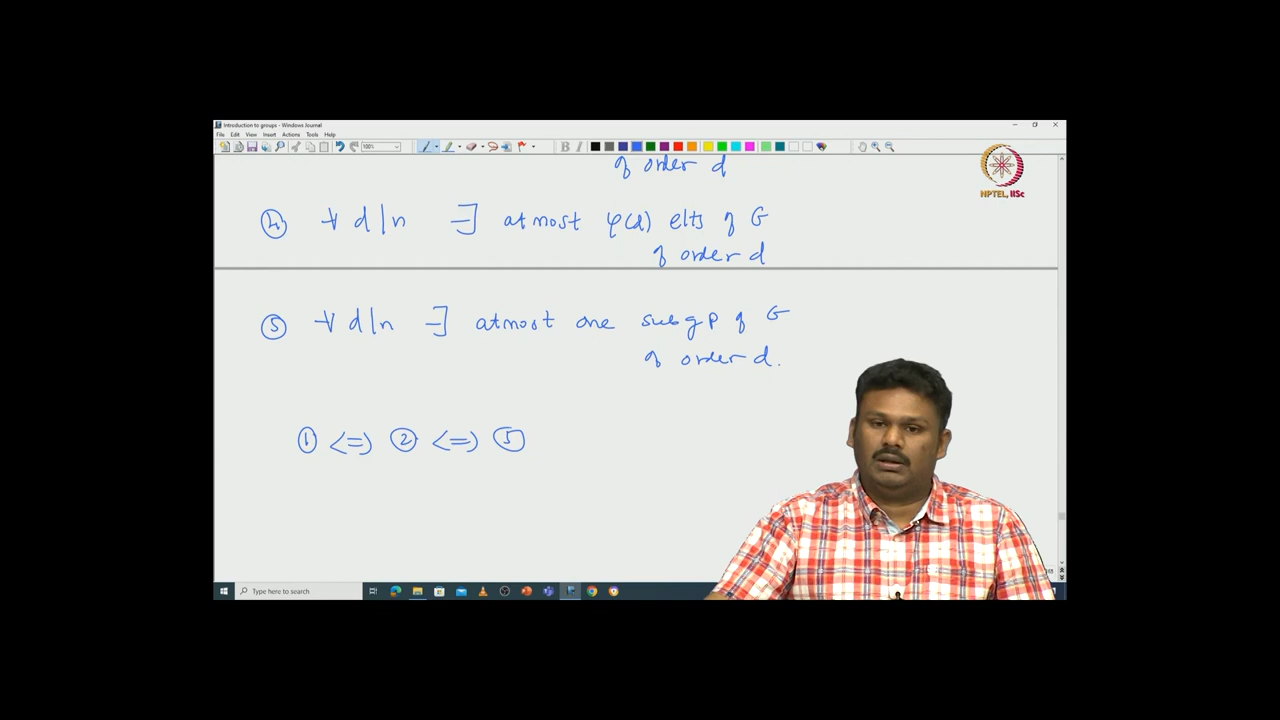 Introduction to groups - Windows Journal
File Edit View Insert Actions Tools Help
100%
B I
of order d
NPTEL, IISc
④ ∀ d|n ∃ atmost φ(d) elts of G
of order d
⑤ ∀ d|n ∃ atmost one subgp of G
of order d.
① <=> ② <=> ⑤
Type here to search